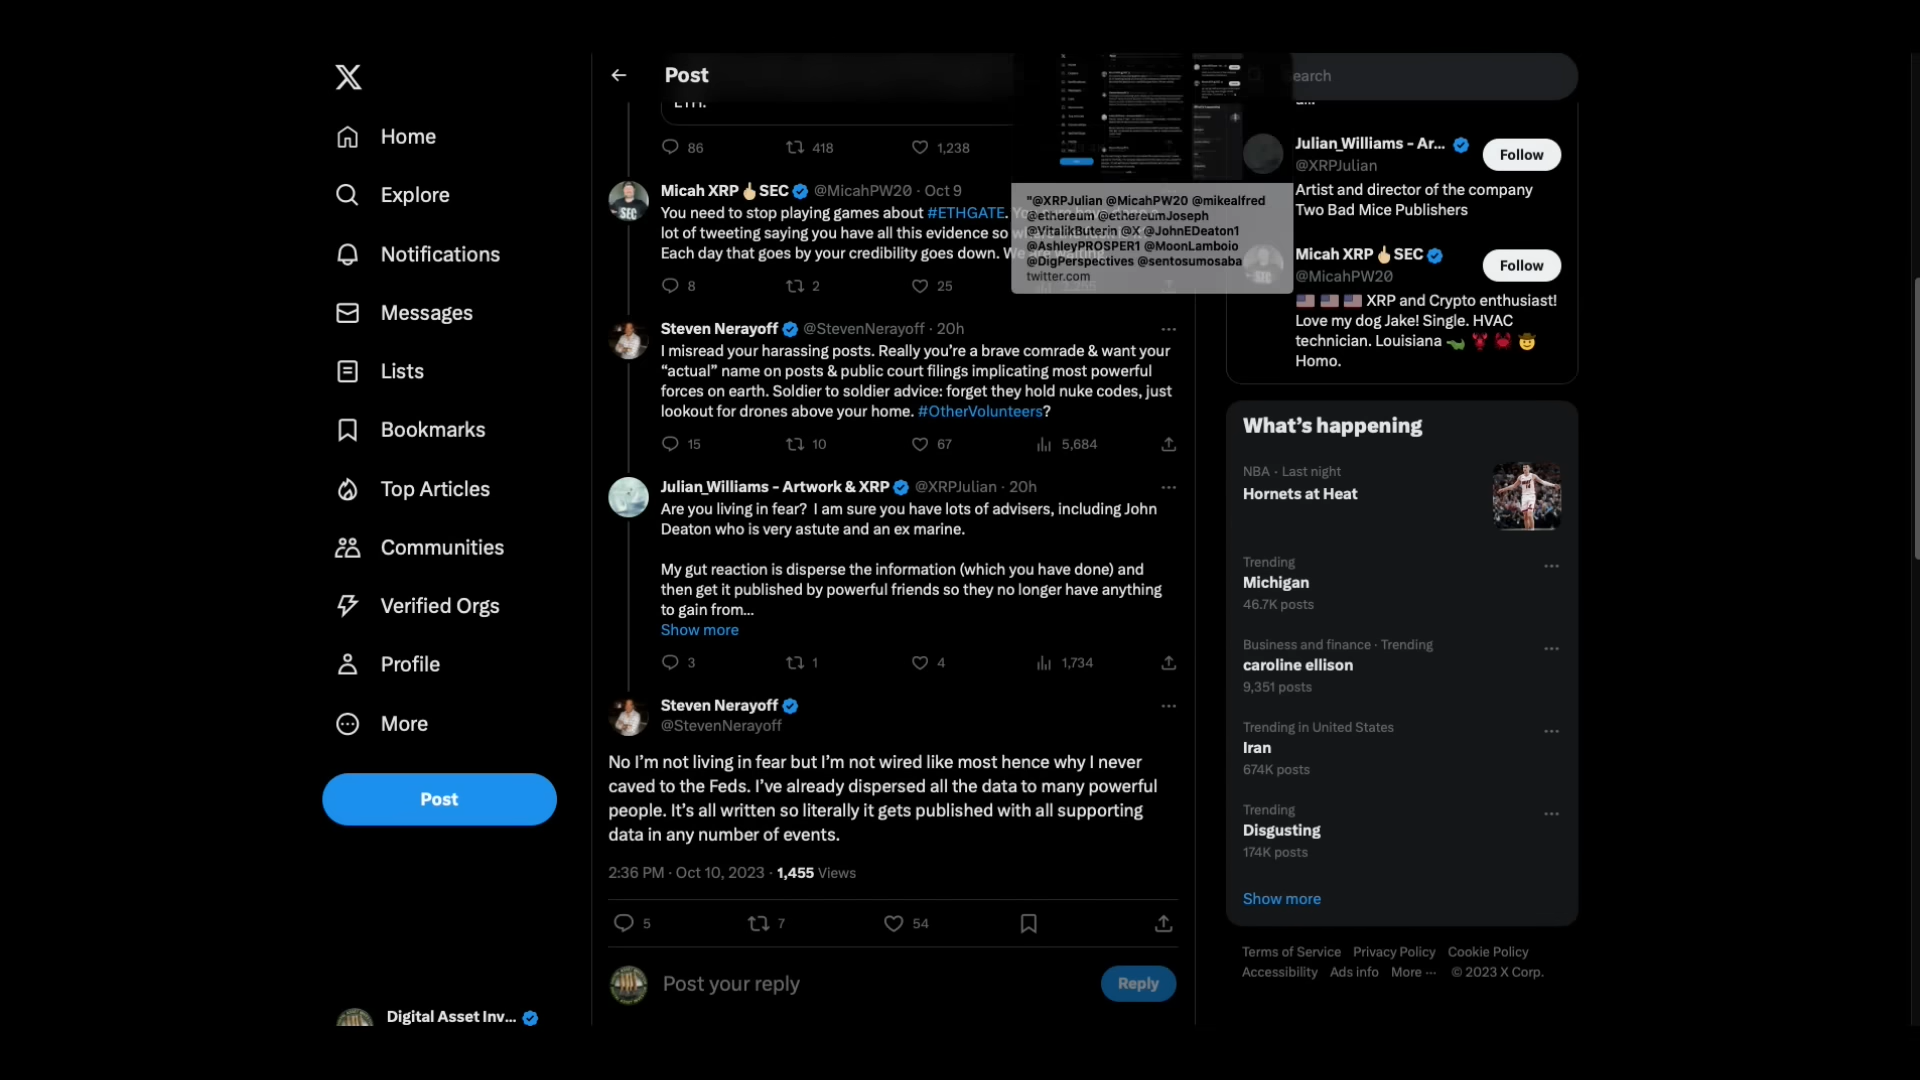 Post
earch
ETH.
86
418
1,238
Micah XRP🖕🏻SEC @MicahPW20 · Oct 9
You need to stop playing games about #ETHGATE.
lot of tweeting saying you have all this evidence so
Each day that goes by your credibility goes down. We are waiting
8
2
25
"@XRPJulian @MicahPW20 @mikealfred
@ethereum @ethereumJoseph
@VitalikButerin @X @JohnEDeaton1
@AshleyPROSPER1 @MoonLamboio
@DigPerspectives @sentosumosaba
twitter.com
Steven Nerayoff @StevenNerayoff · 20h
I misread your harassing posts. Really you’re a brave comrade & want your
“actual” name on posts & public court filings implicating most powerful
forces on earth. Soldier to soldier advice: forget they hold nuke codes, just
lookout for drones above your home. #OtherVolunteers?
15
10
67
5,684
Julian_Williams - Artwork & XRP @XRPJulian · 20h
Are you living in fear? I am sure you have lots of advisers, including John
Deaton who is very astute and an ex marine.
My gut reaction is disperse the information (which you have done) and
then get it published by powerful friends so they no longer have anything
to gain from...
Show more
3
1
4
1,734
Steven Nerayoff
@StevenNerayoff
No I’m not living in fear but I’m not wired like most hence why I never
caved to the Feds. I’ve already dispersed all the data to many powerful
people. It’s all written so literally it gets published with all supporting
data in any number of events.
2:36 PM · Oct 10, 2023 · 1,455 Views
5
7
54
Post your reply
Reply
Home
Explore
Notifications
Messages
Lists
Bookmarks
Top Articles
Communities
Verified Orgs
Profile
More
Post
Digital Asset Inv...
Julian_Williams - Ar...
@XRPJulian
Follow
Artist and director of the company
Two Bad Mice Publishers
Micah XRP🖕🏻SEC
@MicahPW20
Follow
🇺🇸 🇺🇸 🇺🇸 XRP and Crypto enthusiast!
Love my dog Jake! Single. HVAC
technician. Louisiana 🐊 🦞 🦀 🤠
Homo.
What’s happening
NBA · Last night
Hornets at Heat
Trending
Michigan
46.7K posts
Business and finance · Trending
caroline ellison
9,351 posts
Trending in United States
Iran
674K posts
Trending
Disgusting
174K posts
Show more
Terms of Service Privacy Policy Cookie Policy
Accessibility Ads info More ··· © 2023 X Corp.